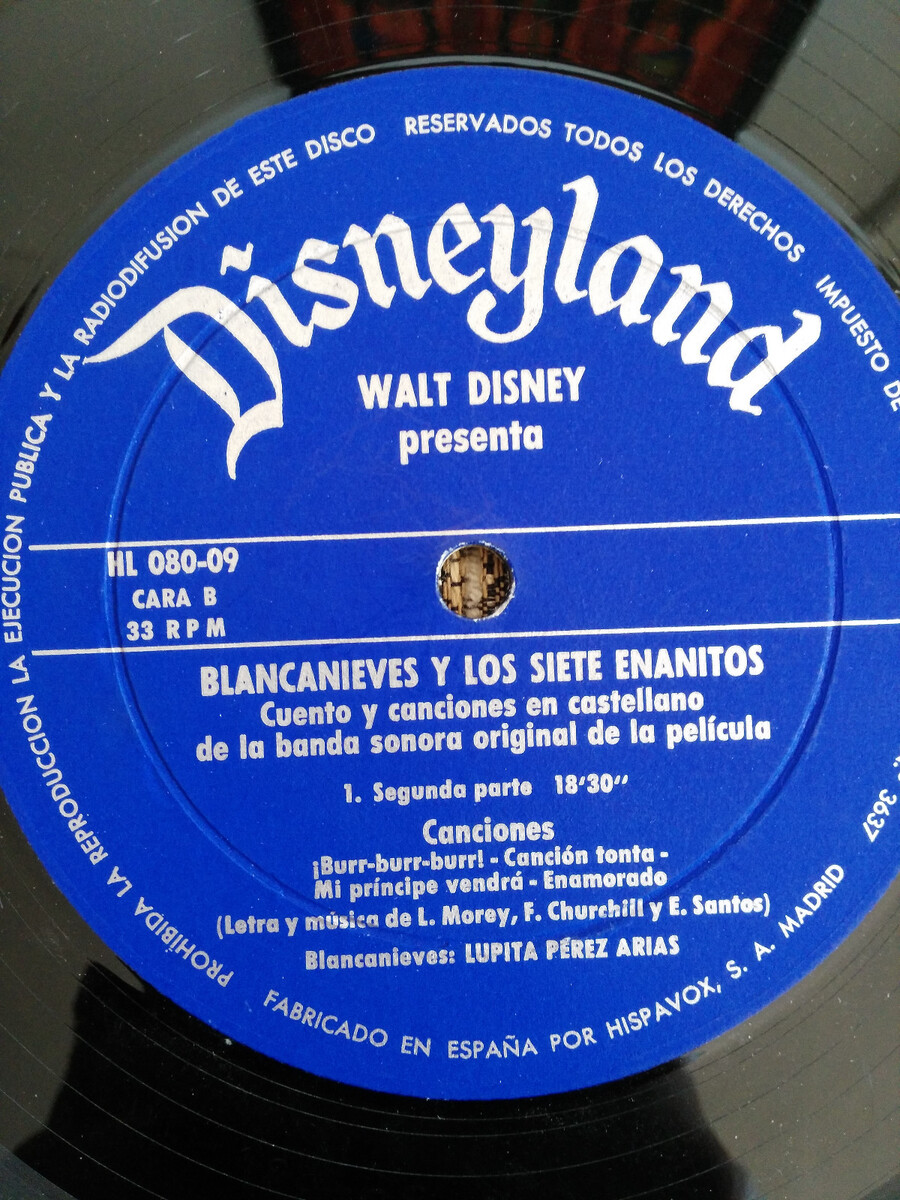 PROHIBIDA LA REPRODUCCION LA EJECUCION PUBLICA Y LA RADIODIFUSION DE ESTE DISCO
RESERVADOS TODOS LOS DERECHOS
IMPUESTO DE
Disneyland
WALT DISNEY
presenta
HL 080-09
CARA B
33 RPM
BLANCANIEVES Y LOS SIETE ENANITOS
Cuento y canciones en castellano
de la banda sonora original de la película
1. Segunda parte 18'30''
Canciones
¡Burr-burr-burr! - Canción tonta -
Mi príncipe vendrá - Enamorado
(Letra y música de L. Morey, F. Churchill y E. Santos)
Blancanieves: LUPITA PÉREZ ARIAS
3637
FABRICADO EN ESPAÑA POR HISPAVOX, S. A. MADRID